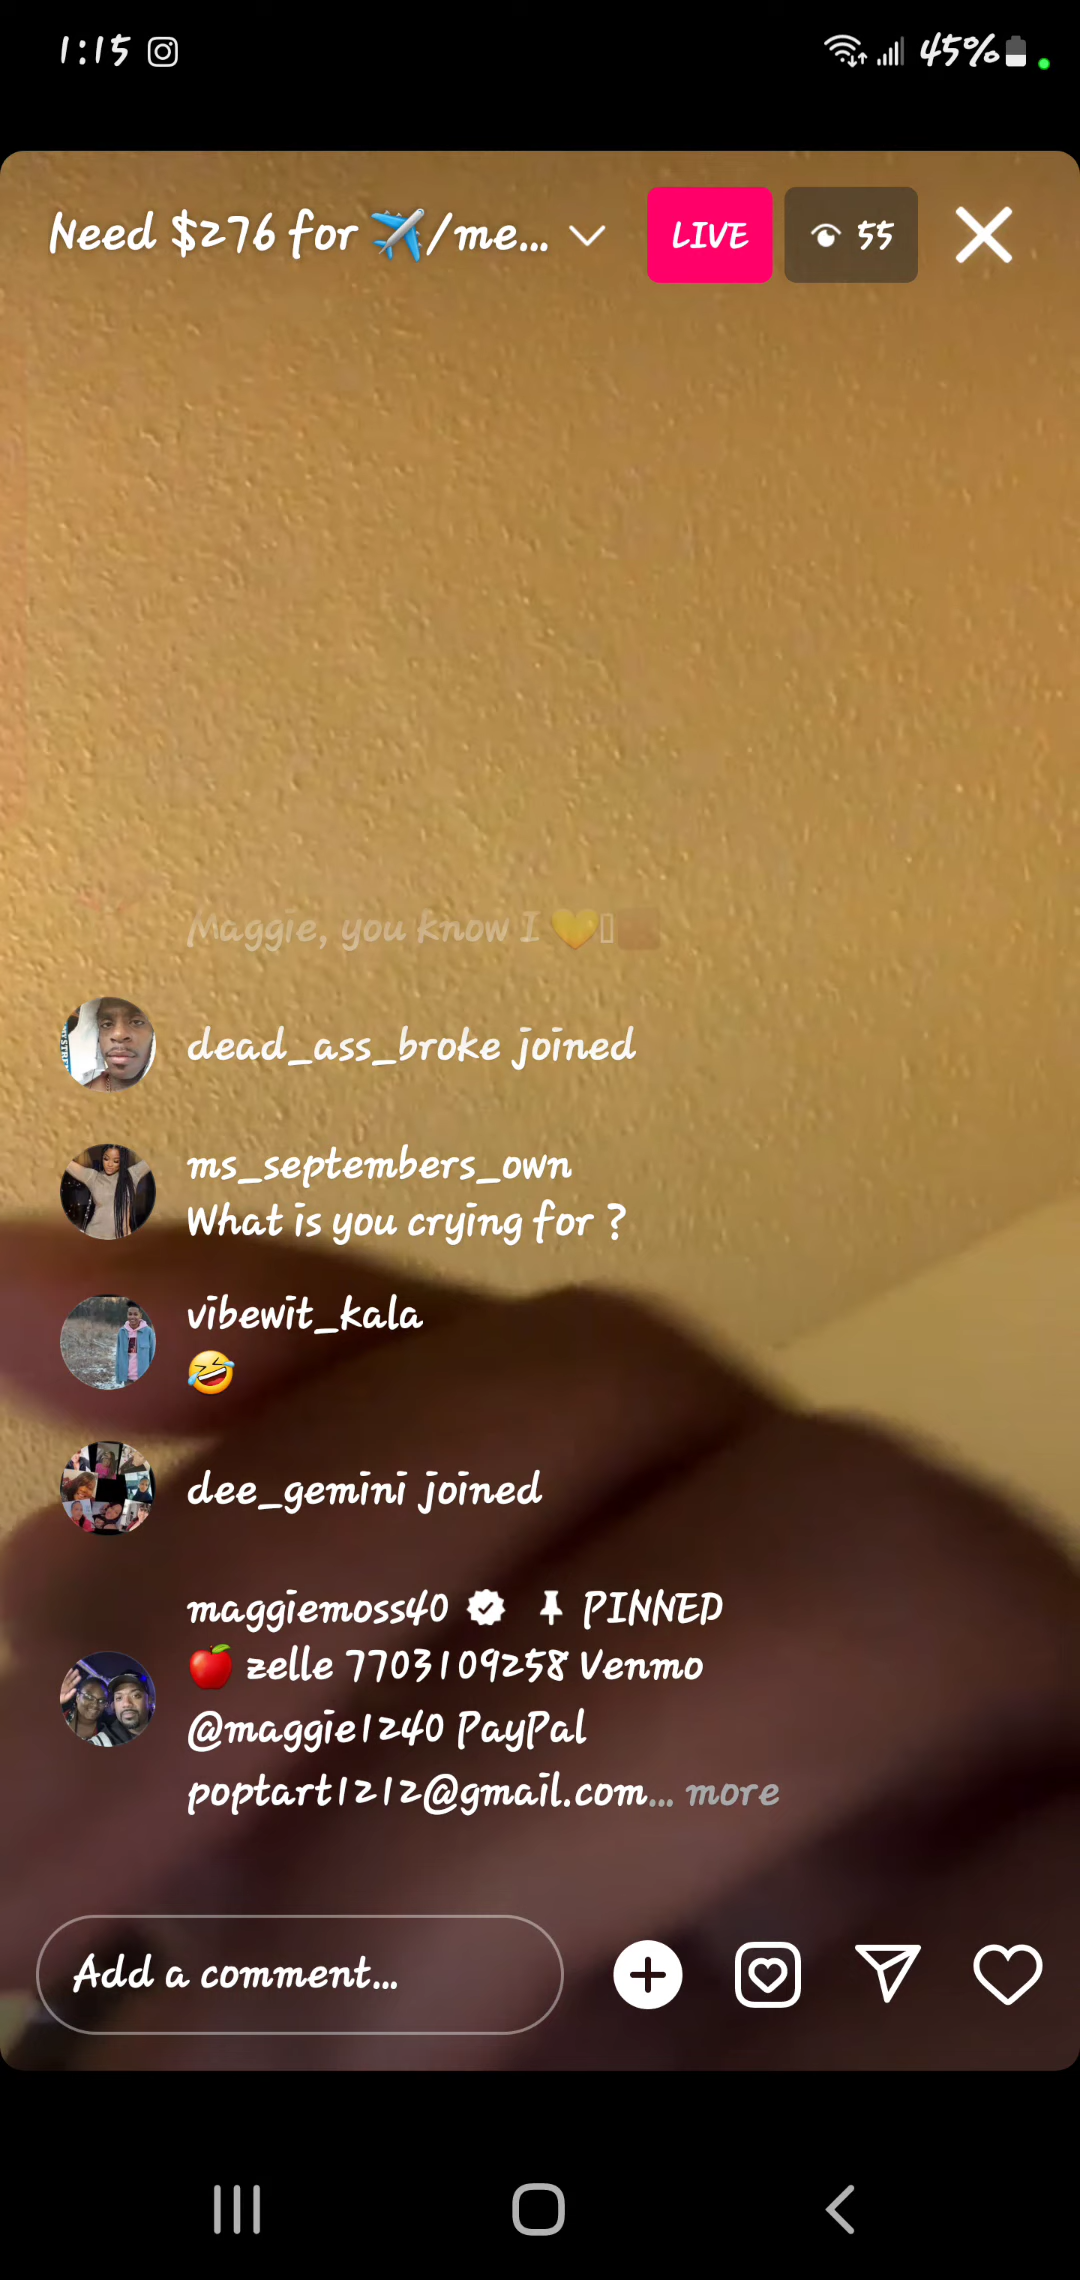 1:15 45%
Need $276 for ✈️/me... LIVE 55
Maggie, you know I 💛
dead_ass_broke joined
ms_septembers_own
What is you crying for ?
vibewit_kala
🤣
dee_gemini joined
maggiemoss40 PINNED
🍎 zelle 7703109258 Venmo
@maggie1240 PayPal
poptart1212@gmail.com... more
Add a comment...